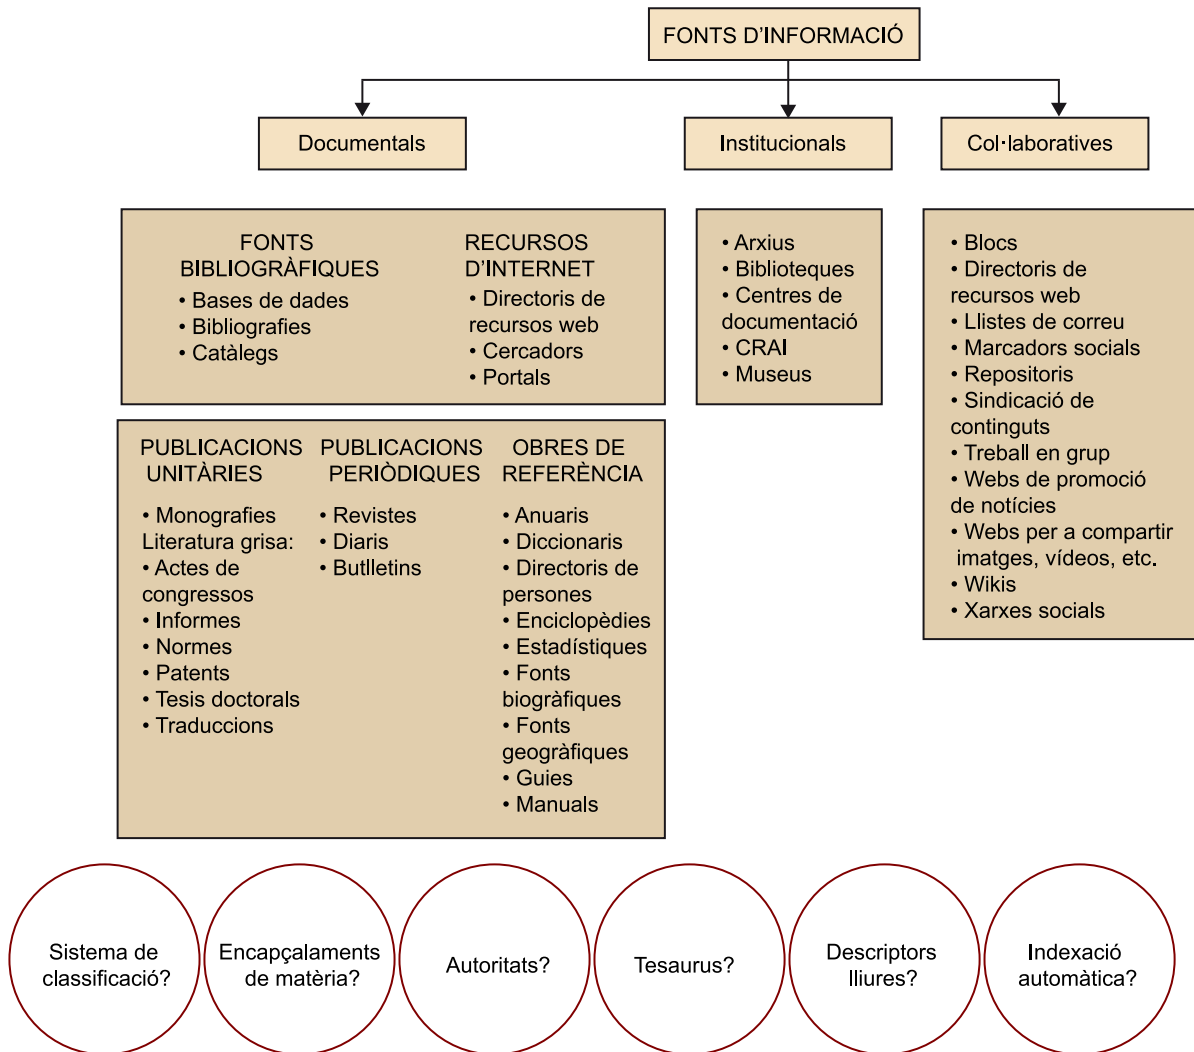 FONTS D'INFORMACIÓ
Documentals
Institucionals
Col·laboratives
FONTS
BIBLIOGRÀFIQUES
• Bases de dades
• Bibliografies
• Catàlegs
RECURSOS
D'INTERNET
• Directoris de
recursos web
• Cercadors
• Portals
• Arxius
• Biblioteques
• Centres de
documentació
• CRAI
• Museus
• Blocs
• Directoris de
recursos web
• Llistes de correu
• Marcadors socials
• Repositoris
• Sindicació de
continguts
• Treball en grup
• Webs de promoció
de notícies
• Webs per a compartir
imatges, vídeos, etc.
• Wikis
• Xarxes socials
PUBLICACIONS
UNITÀRIES
• Monografies
Literatura grisa:
• Actes de
congressos
• Informes
• Normes
• Patents
• Tesis doctorals
• Traduccions
PUBLICACIONS
PERIÒDIQUES
• Revistes
• Diaris
• Butlletins
OBRES DE
REFERÈNCIA
• Anuaris
• Diccionaris
• Directoris de
persones
• Enciclopèdies
• Estadístiques
• Fonts
biogràfiques
• Fonts
geogràfiques
• Guies
• Manuals
Sistema de
classificació?
Encapçalaments
de matèria?
Autoritats?
Tesaurus?
Descriptors
lliures?
Indexació
automàtica?